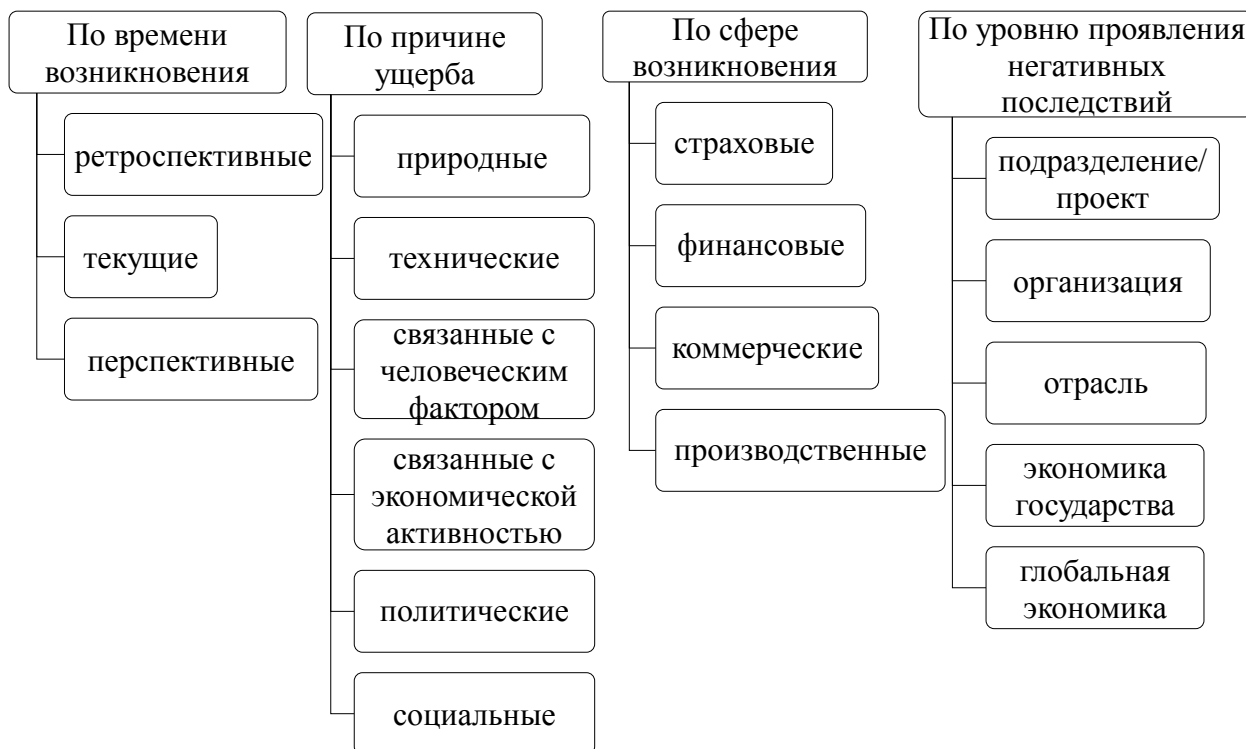 По времени
возникновения
ретроспективные
текущие
перспективные
По причине
ущерба
природные
технические
связанные с
человеческим
фактором
связанные с
экономической
активностью
политические
социальные
По сфере
возникновения
страховые
финансовые
коммерческие
производственные
По уровню проявления
негативных
последствий
подразделение/
проект
организация
отрасль
экономика
государства
глобальная
экономика